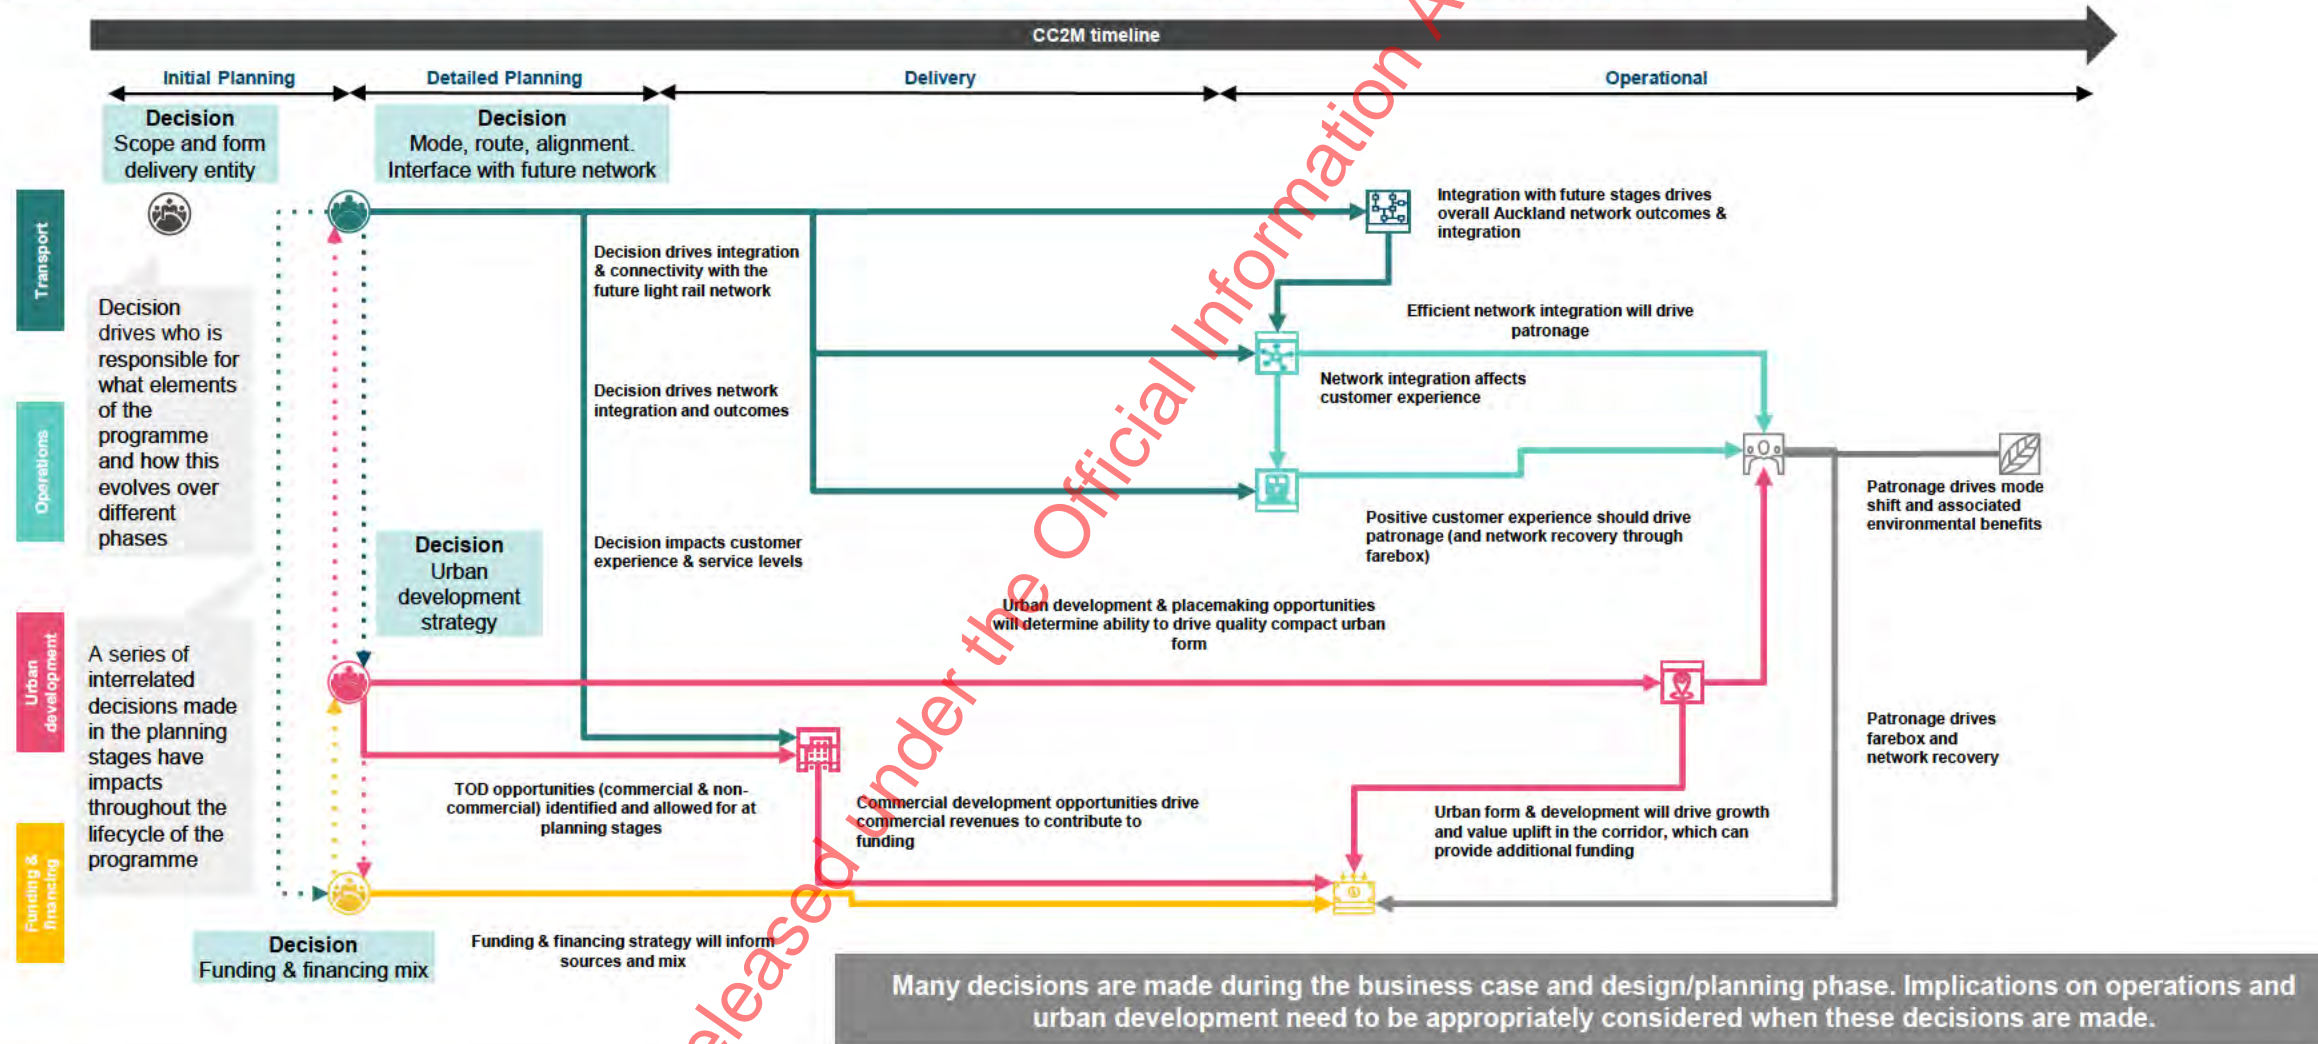 CC2M timeline
Initial Planning
Detailed Planning
Delivery
Operational
Decision
Scope and form
delivery entity
Decision
Mode, route, alignment.
Interface with future network
Transport
Operations
Urban
development
Funding &
financing
Decision
drives who is
responsible for
what elements
of the
programme
and how this
evolves over
different
phases
A series of
interrelated
decisions made
in the planning
stages have
impacts
throughout the
lifecycle of the
programme
Decision
Urban
development
strategy
Decision
Funding & financing mix
Decision drives integration
& connectivity with the
future light rail network
Decision drives network
integration and outcomes
Decision impacts customer
experience & service levels
Integration with future stages drives
overall Auckland network outcomes &
integration
Efficient network integration will drive
patronage
Network integration affects
customer experience
Positive customer experience should drive
patronage (and network recovery through
farebox)
Patronage drives mode
shift and associated
environmental benefits
Urban development & placemaking opportunities
will determine ability to drive quality compact urban
form
TOD opportunities (commercial & non-
commercial) identified and allowed for at
planning stages
Commercial development opportunities drive
commercial revenues to contribute to
funding
Urban form & development will drive growth
and value uplift in the corridor, which can
provide additional funding
Patronage drives
farebox and
network recovery
Funding & financing strategy will inform
sources and mix
Many decisions are made during the business case and design/planning phase. Implications on operations and
urban development need to be appropriately considered when these decisions are made.
eleased under the Official Information A